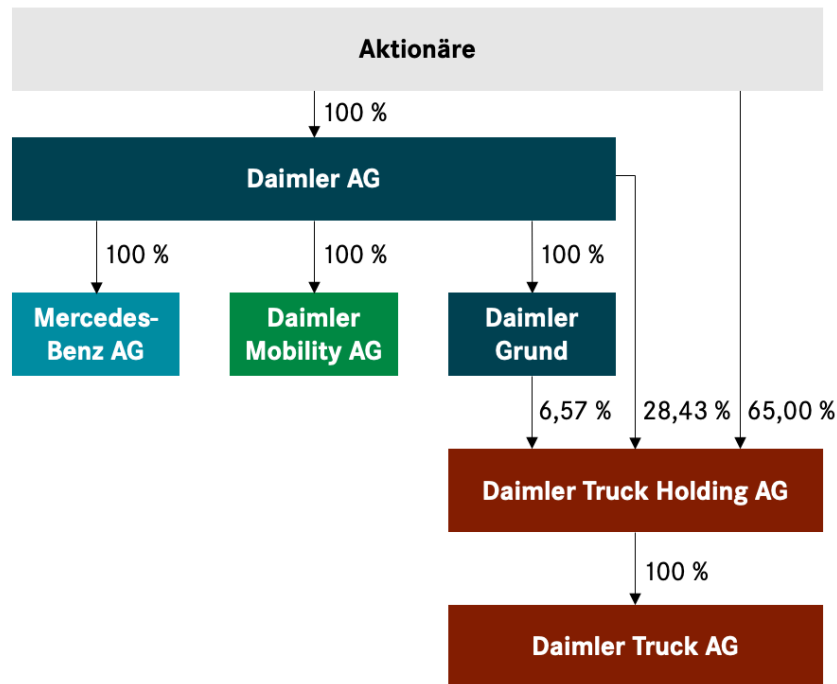 Aktionäre
100 %
Daimler AG
100 %
100 %
100 %
Mercedes-
Benz AG
Daimler
Mobility AG
Daimler
Grund
6,57 %
28,43 %
65,00 %
Daimler Truck Holding AG
100 %
Daimler Truck AG